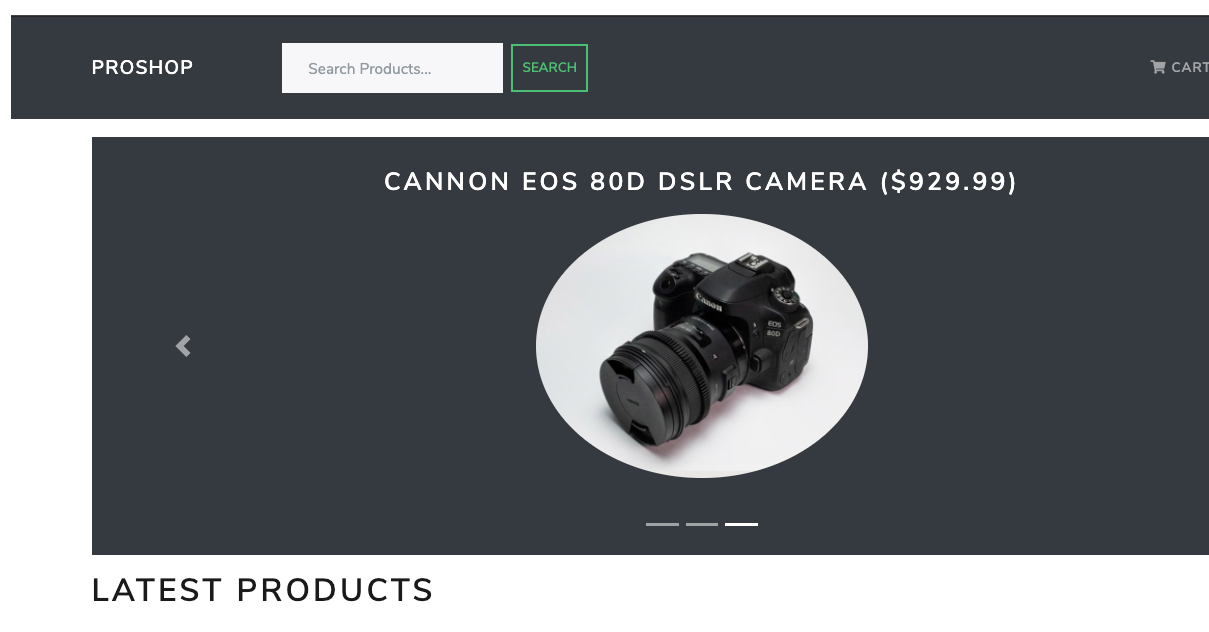 PROSHOP
Search Products...
SEARCH
CART
CANNON EOS 80D DSLR CAMERA ($929.99)
Canon
EOS
80D
LATEST PRODUCTS